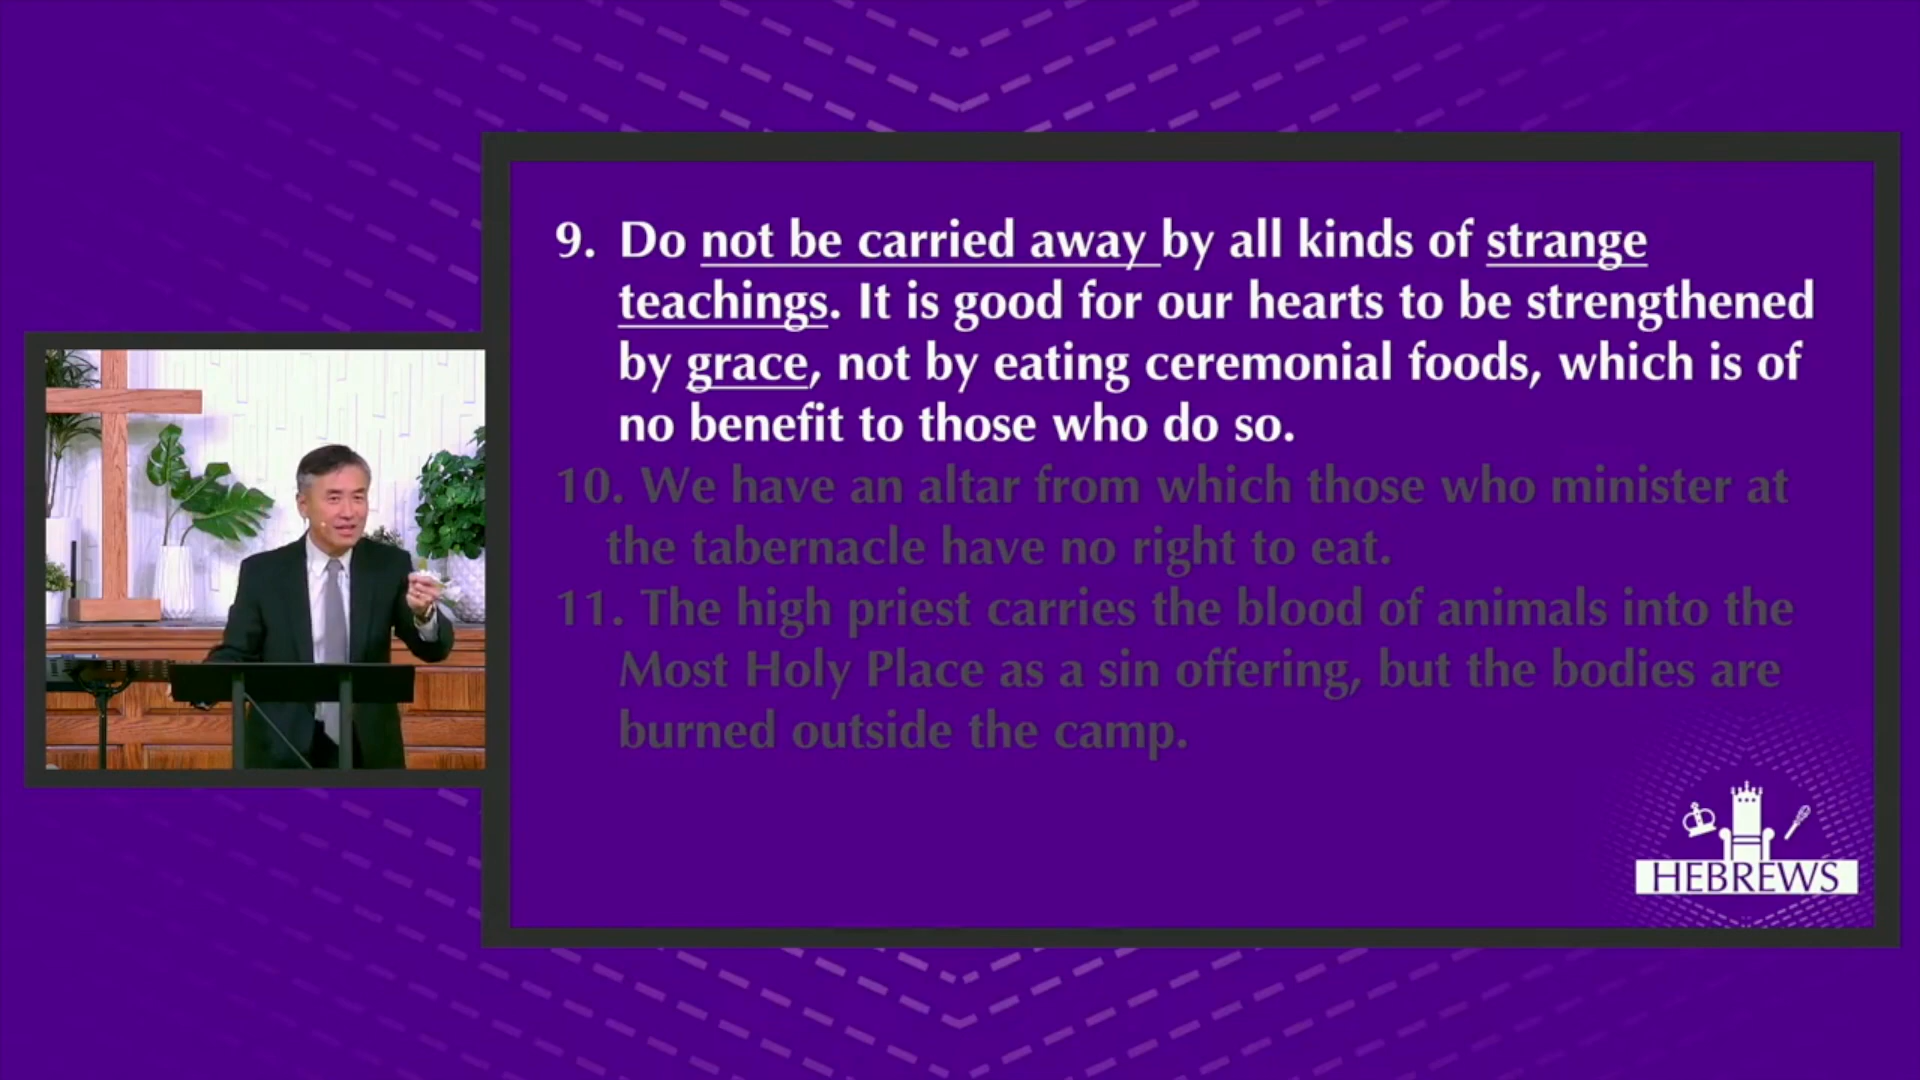 9. Do not be carried away by all kinds of strange
teachings. It is good for our hearts to be strengthened
by grace, not by eating ceremonial foods, which is of
no benefit to those who do so.
10. We have an altar from which those who minister at
the tabernacle have no right to eat.
11. The high priest carries the blood of animals into the
Most Holy Place as a sin offering, but the bodies are
burned outside the camp.
HEBREWS